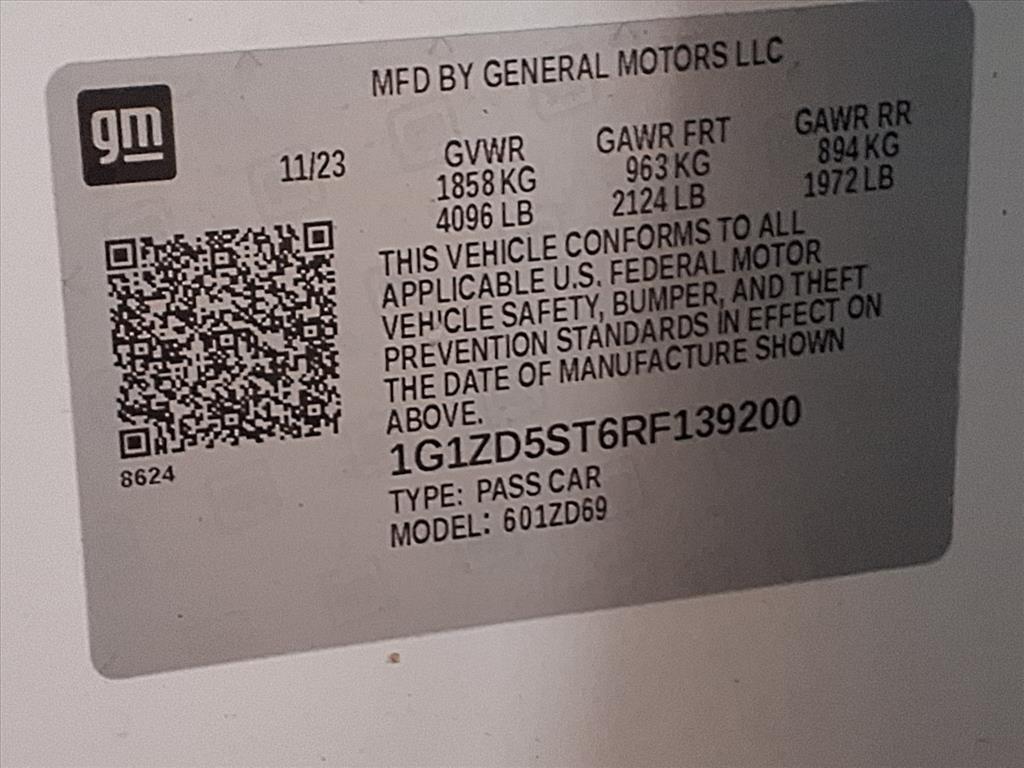 MFD BY GENERAL MOTORS LLC
gm
11/23
GVWR
1858 KG
4096 LB
GAWR FRT
963 KG
2124 LB
GAWR RR
894 KG
1972 LB
THIS VEHICLE CONFORMS TO ALL
APPLICABLE U.S. FEDERAL MOTOR
VEHICLE SAFETY, BUMPER, AND THEFT
PREVENTION STANDARDS IN EFFECT ON
THE DATE OF MANUFACTURE SHOWN
ABOVE.
1G1ZD5ST6RF139200
TYPE: PASS CAR
MODEL: 601ZD69
8624